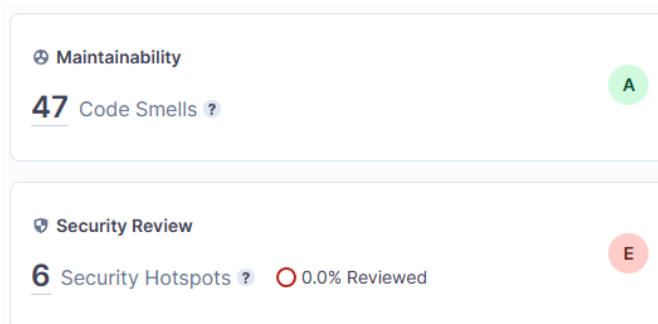 Maintainability
A
47 Code Smells ?
Security Review
E
6 Security Hotspots ? 0.0% Reviewed